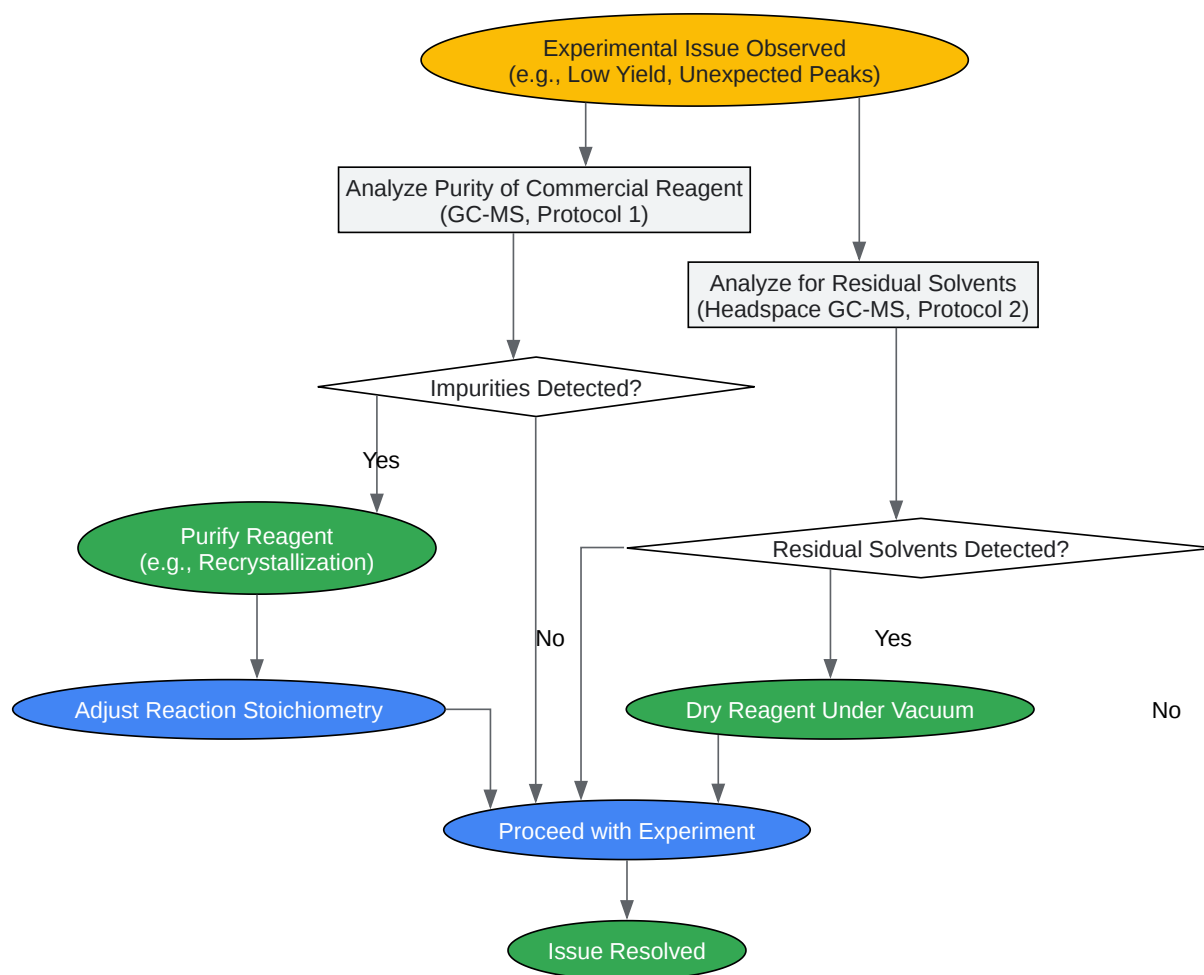 Experimental Issue Observed
(e.g., Low Yield, Unexpected Peaks)
Analyze Purity of Commercial Reagent
(GC-MS, Protocol 1)
Analyze for Residual Solvents
(Headspace GC-MS, Protocol 2)
Impurities Detected?
Yes
Purify Reagent
(e.g., Recrystallization)
Residual Solvents Detected?
No
Yes
Adjust Reaction Stoichiometry
Dry Reagent Under Vacuum
No
Proceed with Experiment
Issue Resolved